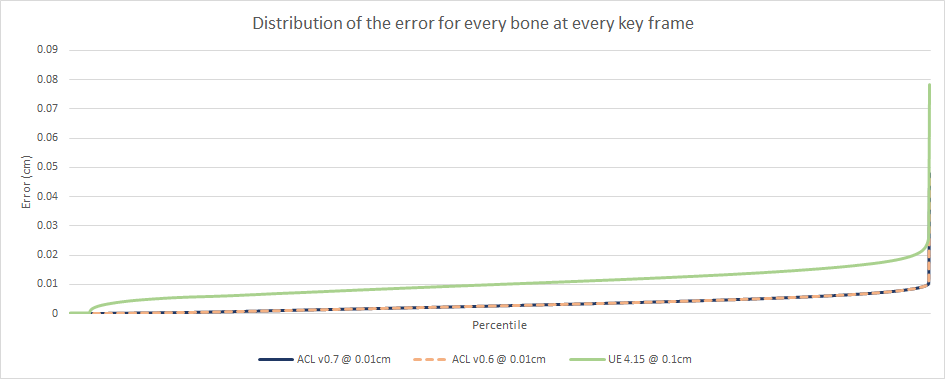 Distribution of the error for every bone at every key frame
0.09
0.08
0.07
0.06
0.05
0.04
0.03
0.02
0.01
0
Error (cm)
Percentile
ACL v0.7 @ 0.01cm ACL v0.6 @ 0.01cm UE 4.15 @ 0.1cm